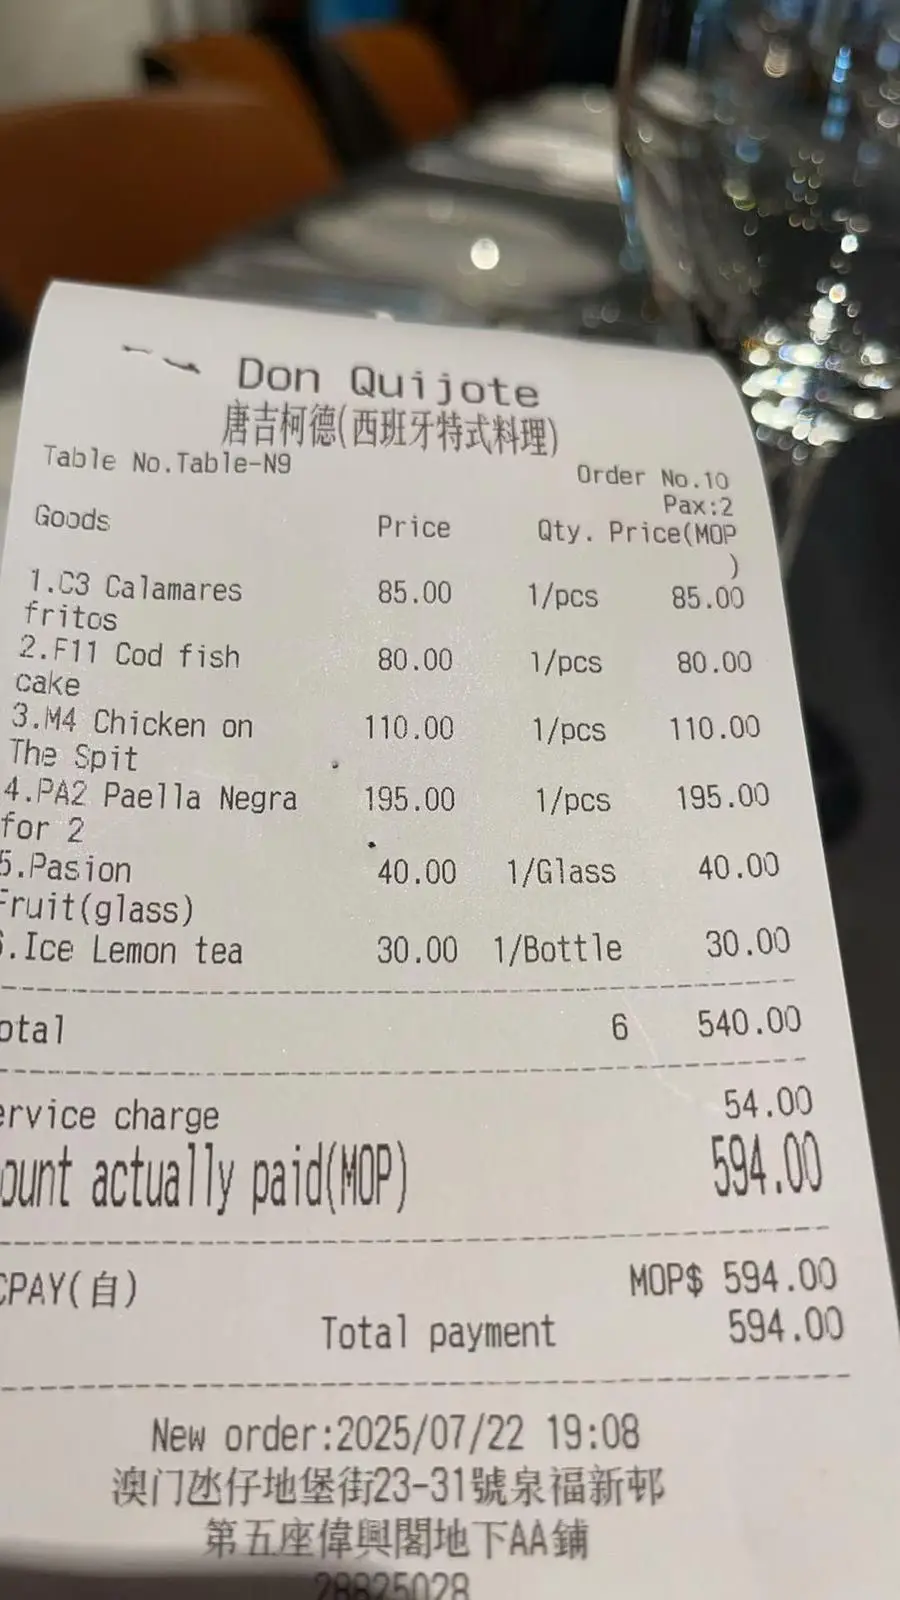 Don Quijote
唐吉柯德(西班牙特式料理)
Table No.Table-N9
Order No.10
Pax:2
Goods Price Qty. Price(MOP
)
1.C3 Calamares 85.00 1/pcs 85.00
fritos
2.F11 Cod fish 80.00 1/pcs 80.00
cake
3.M4 Chicken on 110.00 1/pcs 110.00
The Spit
4.PA2 Paella Negra 195.00 1/pcs 195.00
for 2
5.Pasion 40.00 1/Glass 40.00
Fruit(glass)
6.Ice Lemon tea 30.00 1/Bottle 30.00
otal 6 540.00
ervice charge 54.00
ount actually paid(MOP) 594.00
CPAY(自) MOP$ 594.00
Total payment 594.00
New order:2025/07/22 19:08
澳门氹仔地堡街23-31號泉福新邨
第五座偉興閣地下AA鋪
28825028